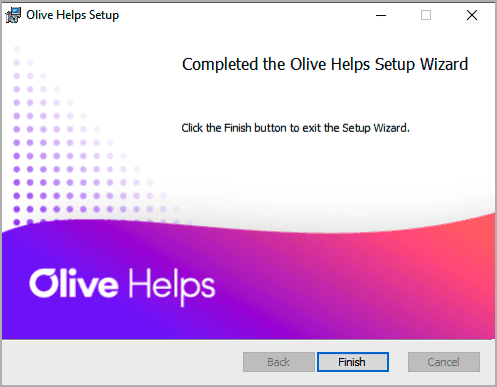 Olive Helps Setup
Completed the Olive Helps Setup Wizard
Click the Finish button to exit the Setup Wizard.
Olive Helps
Back Finish Cancel